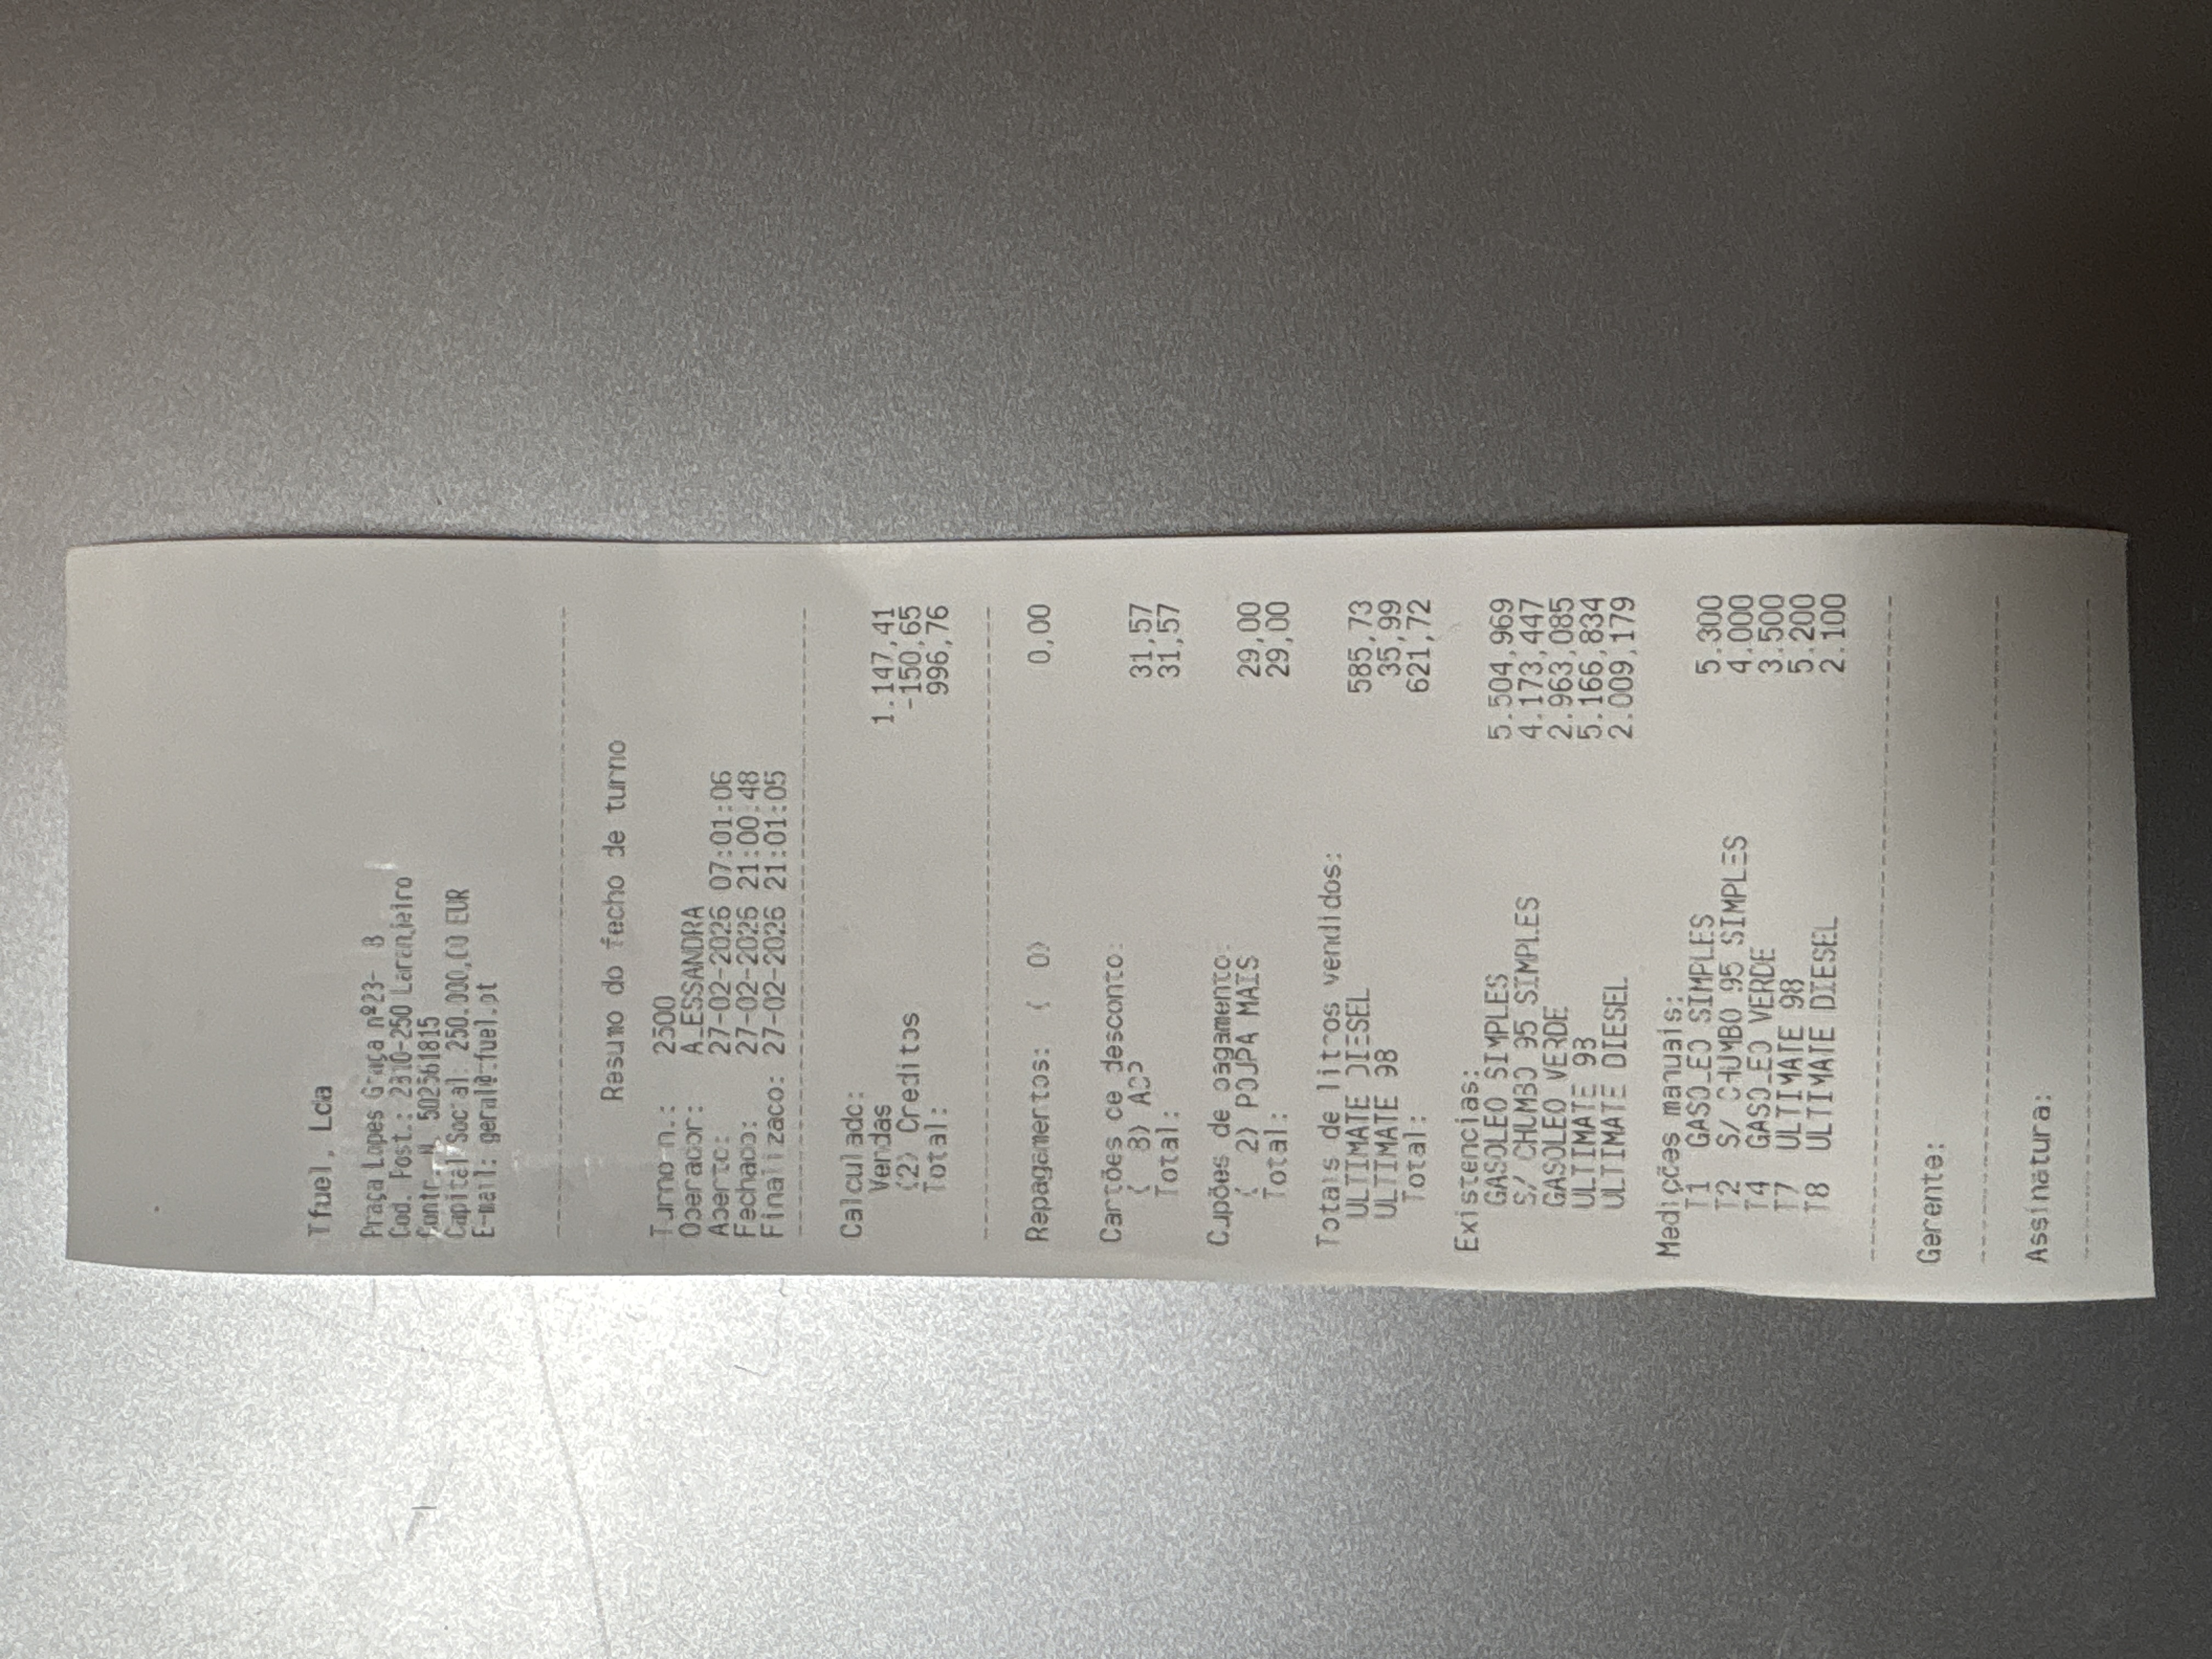 Tfuel, Lda
Praça Lopes Graça nº23- B
Cod. Post.: 2810-250 Laranjeiro
Contr. N. 502561815
Capital Social: 250.000,00 EUR
E-mail: geral@tfuel.pt
Resumo do fecho de turno
Turno n.: 2500
Operador: ALESSANDRA
Aberto: 27-02-2026 07:01:06
Fechado: 27-02-2026 21:00:48
Finalizado: 27-02-2026 21:01:05
Calculado:
Vendas 1.147,41
(2) Creditos -150,65
Total: 996,76
Repagamentos: ( 0) 0,00
Cartões de desconto:
( 8) ACP 31,57
Total: 31,57
Cupões de pagamento:
( 2) POUPA MAIS 29,00
Total: 29,00
Totais de litros vendidos:
ULTIMATE DIESEL 585,73
ULTIMATE 98 35,99
Total: 621,72
Existencias:
GASOLEO SIMPLES 5.504,969
S/ CHUMBO 95 SIMPLES 4.173,447
GASOLEO VERDE 2.963,085
ULTIMATE 98 5.166,834
ULTIMATE DIESEL 2.009,179
Medições manuais:
T1 GASOLEO SIMPLES 5.300
T2 S/ CHUMBO 95 SIMPLES 4.000
T4 GASOLEO VERDE 3.500
T7 ULTIMATE 98 5.200
T8 ULTIMATE DIESEL 2.100
Gerente:
Assinatura: